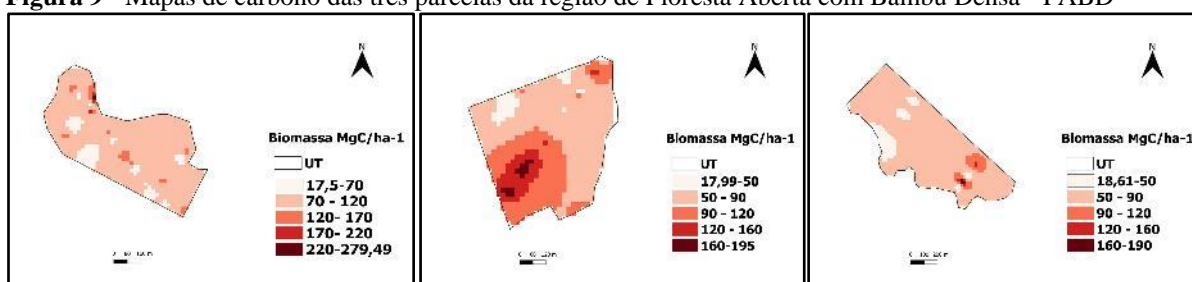 Figura 9 - Mapas de carbono das três parcelas da região de Floresta Aberta com Bambu Densa - FABD
N
Biomassa MgC/ha-1
UT
17,5-70
70 - 120
120- 170
170- 220
220-279,49
N
Biomassa MgC/ha-1
UT
17,99-50
50 - 90
90 - 120
120 - 160
160-195
N
Biomassa MgC/ha-1
UT
18,61-50
50 - 90
90 - 120
120 - 160
160-190